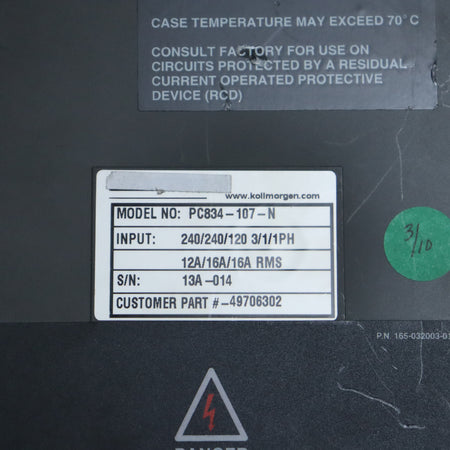 CASE TEMPERATURE MAY EXCEED 70°C
CONSULT FACTORY FOR USE ON
CIRCUITS PROTECTED BY A RESIDUAL
CURRENT OPERATED PROTECTIVE
DEVICE (RCD)
www.kollmorgen.com
MODEL NO: PC834-107-N
INPUT: 240/240/120 3/1/1PH
12A/16A/16A RMS
S/N: 13A-014
CUSTOMER PART #-49706302
3/10
P.N. 165-032003-0
DANGER